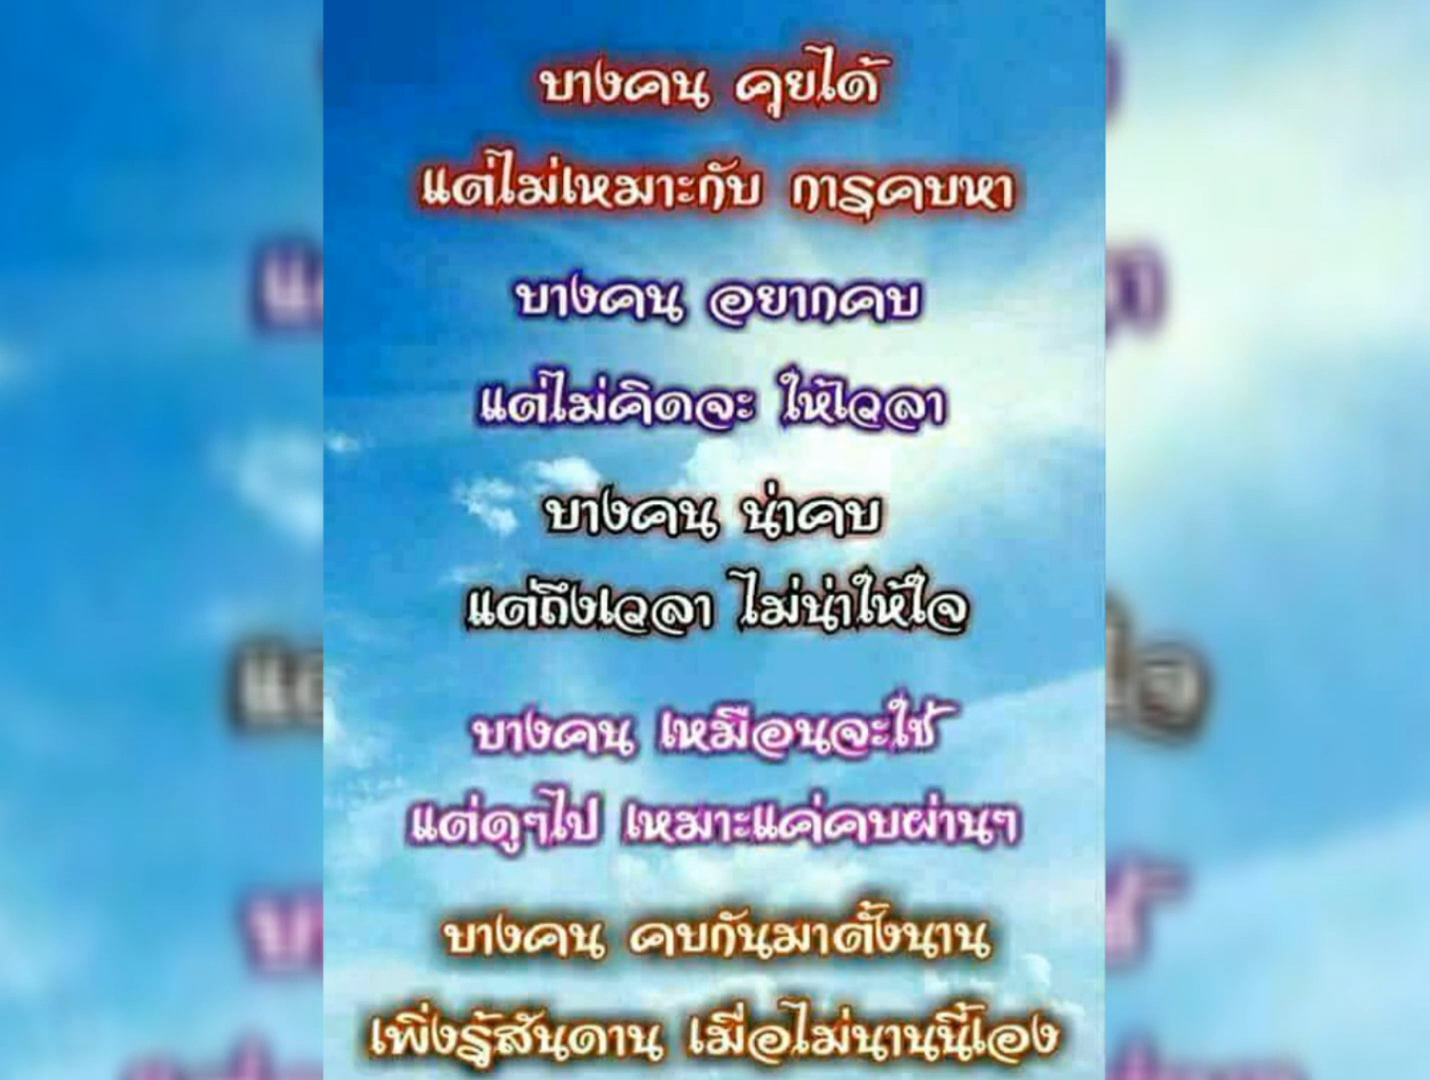 บางคน คุยได้
แต่ไม่เหมาะกับ การคบหา
บางคน อยากคบ
แต่ไม่คิดจะ ให้เวลา
บางคน น่าคบ
แต่ถึงเวลา ไม่น่าให้ใจ
บางคน เหมือนจะใช้
แต่ดูๆไป เหมาะแค่คบผ่านๆ
บางคน คบกันมาตั้งนาน
เพิ่งรู้สันดาน เมื่อไม่นานนี้เอง